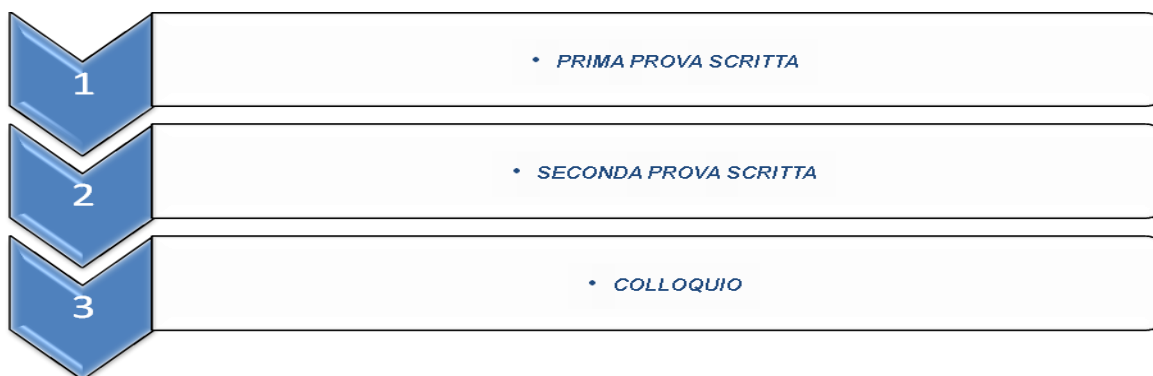 1
• PRIMA PROVA SCRITTA
2
• SECONDA PROVA SCRITTA
3
• COLLOQUIO